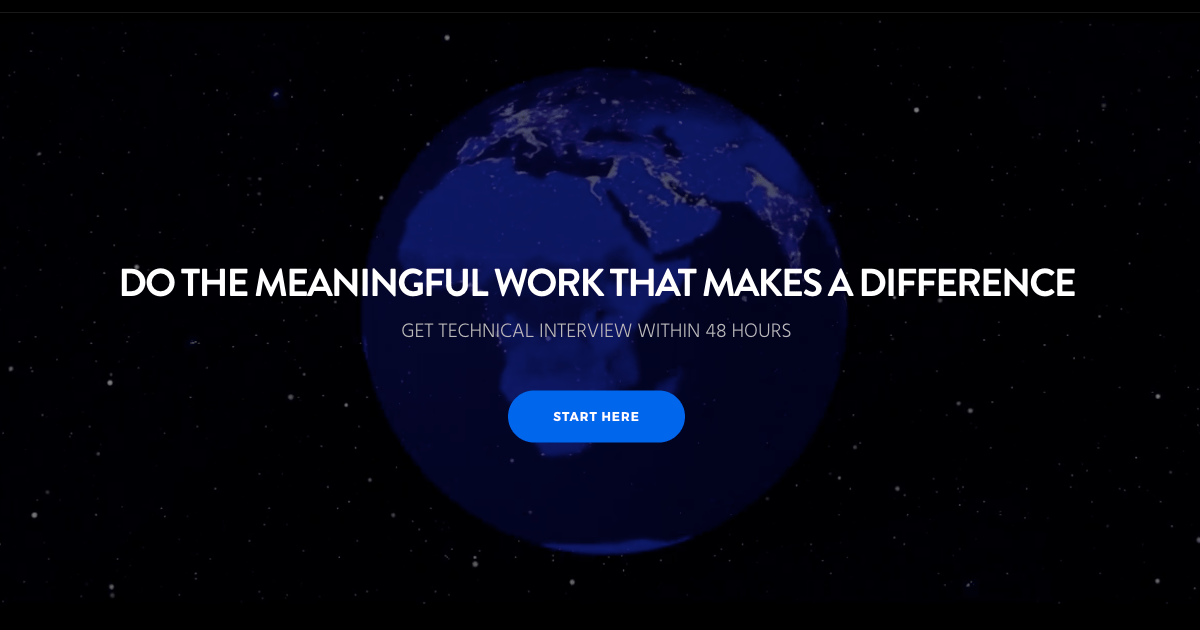 DO THE MEANINGFUL WORK THAT MAKES A DIFFERENCE
GET TECHNICAL INTERVIEW WITHIN 48 HOURS
START HERE